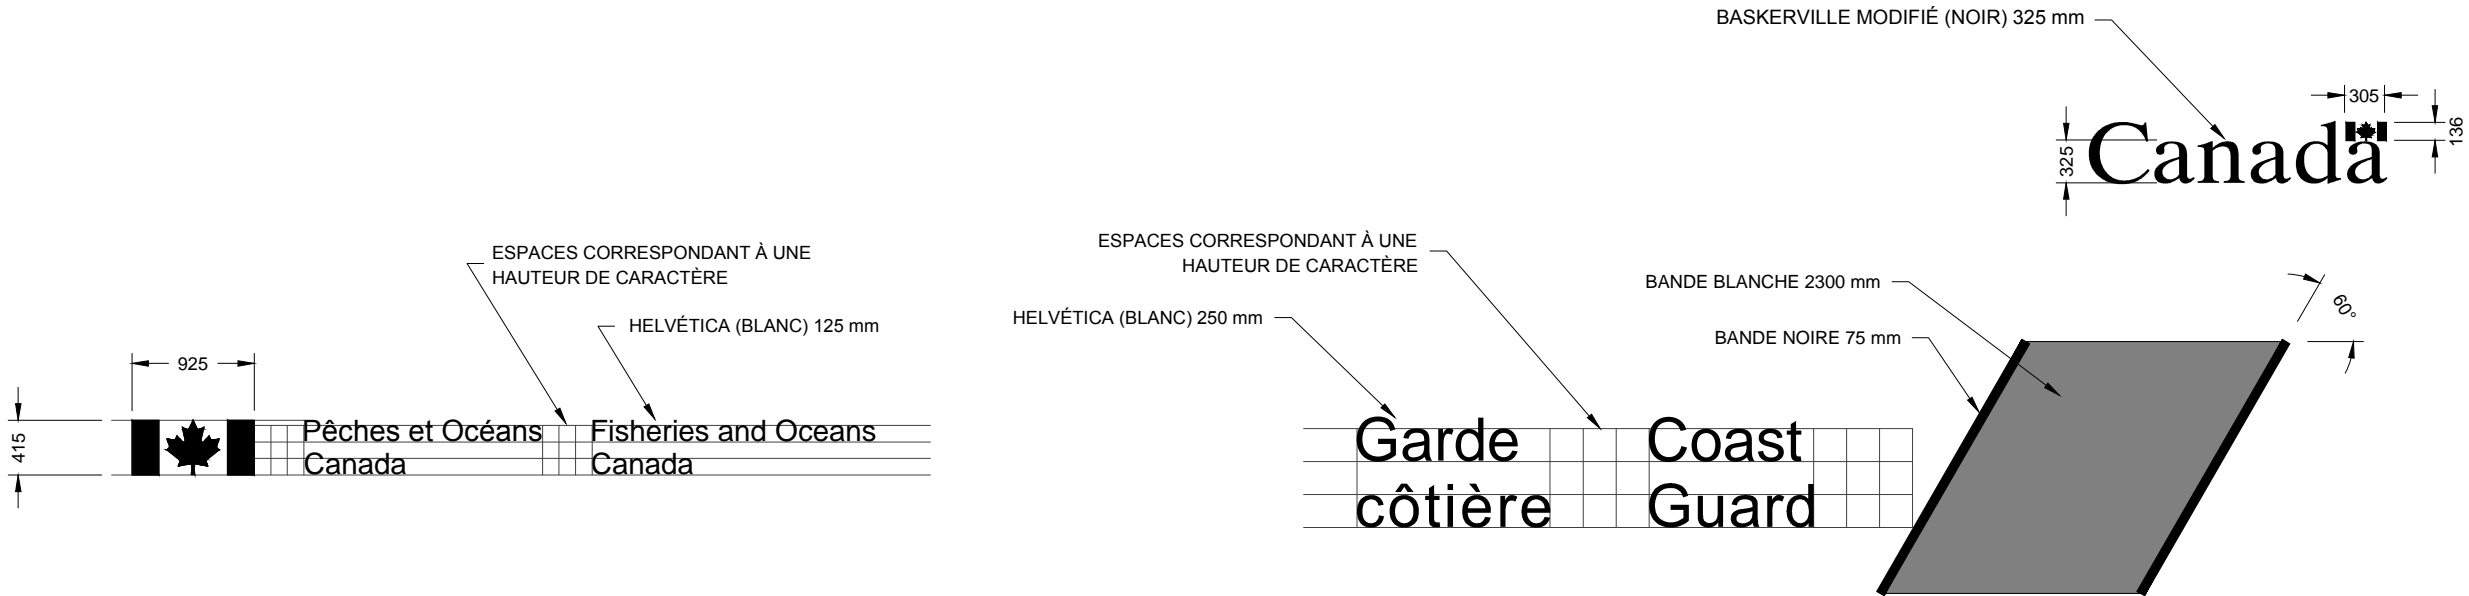 BASKERVILLE MODIFIÉ (NOIR) 325 mm
305
136
325
Canada
ESPACES CORRESPONDANT À UNE
HAUTEUR DE CARACTÈRE
HELVÉTICA (BLANC) 125 mm
925
415
Pêches et Océans
Canada
Fisheries and Oceans
Canada
ESPACES CORRESPONDANT À UNE
HAUTEUR DE CARACTÈRE
HELVÉTICA (BLANC) 250 mm
Garde
côtière
Coast
Guard
BANDE BLANCHE 2300 mm
BANDE NOIRE 75 mm
60°